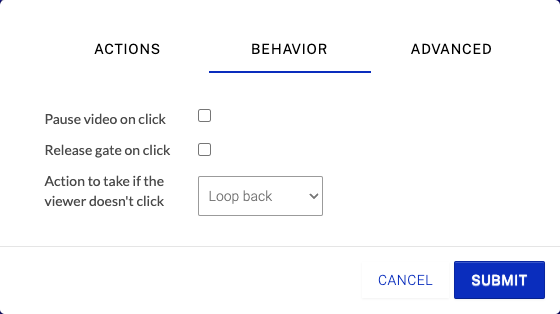 ACTIONS
BEHAVIOR
ADVANCED
Pause video on click
Release gate on click
Action to take if the
viewer doesn't click
Loop back
CANCEL
SUBMIT